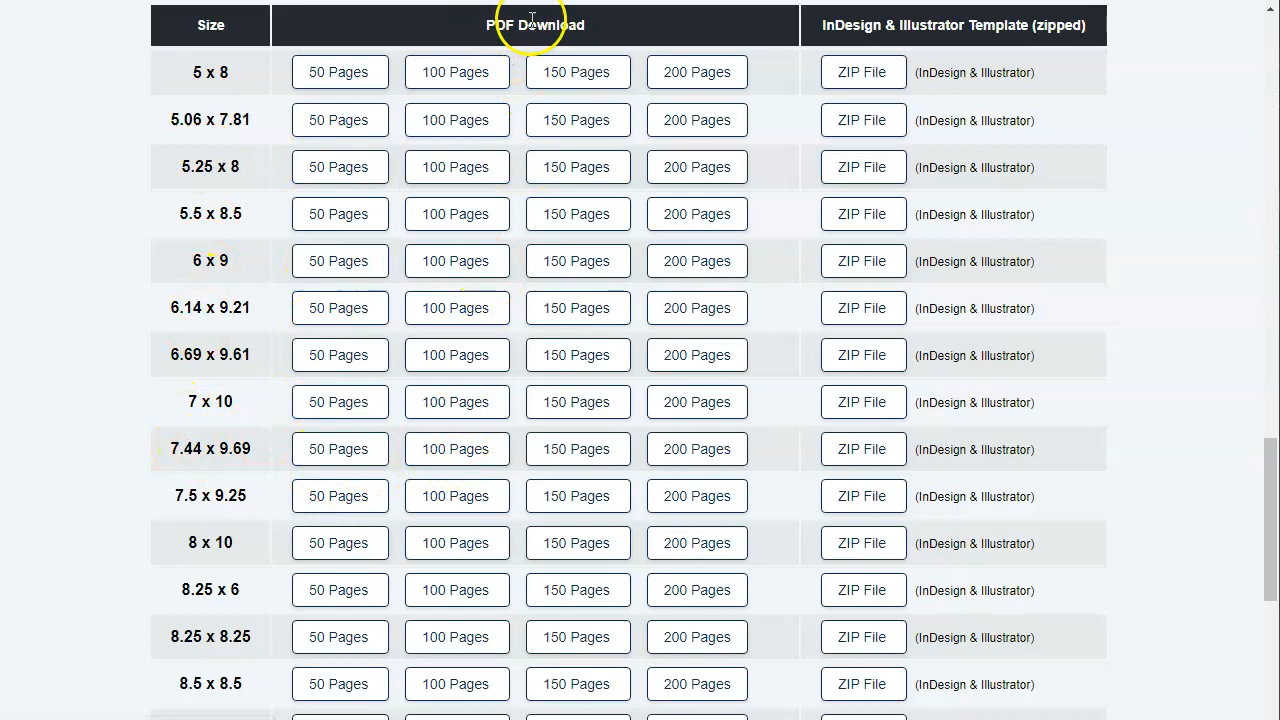 Size PDF Download InDesign & Illustrator Template (zipped)
5 x 8 50 Pages 100 Pages 150 Pages 200 Pages ZIP File (InDesign & Illustrator)
5.06 x 7.81 50 Pages 100 Pages 150 Pages 200 Pages ZIP File (InDesign & Illustrator)
5.25 x 8 50 Pages 100 Pages 150 Pages 200 Pages ZIP File (InDesign & Illustrator)
5.5 x 8.5 50 Pages 100 Pages 150 Pages 200 Pages ZIP File (InDesign & Illustrator)
6 x 9 50 Pages 100 Pages 150 Pages 200 Pages ZIP File (InDesign & Illustrator)
6.14 x 9.21 50 Pages 100 Pages 150 Pages 200 Pages ZIP File (InDesign & Illustrator)
6.69 x 9.61 50 Pages 100 Pages 150 Pages 200 Pages ZIP File (InDesign & Illustrator)
7 x 10 50 Pages 100 Pages 150 Pages 200 Pages ZIP File (InDesign & Illustrator)
7.44 x 9.69 50 Pages 100 Pages 150 Pages 200 Pages ZIP File (InDesign & Illustrator)
7.5 x 9.25 50 Pages 100 Pages 150 Pages 200 Pages ZIP File (InDesign & Illustrator)
8 x 10 50 Pages 100 Pages 150 Pages 200 Pages ZIP File (InDesign & Illustrator)
8.25 x 6 50 Pages 100 Pages 150 Pages 200 Pages ZIP File (InDesign & Illustrator)
8.25 x 8.25 50 Pages 100 Pages 150 Pages 200 Pages ZIP File (InDesign & Illustrator)
8.5 x 8.5 50 Pages 100 Pages 150 Pages 200 Pages ZIP File (InDesign & Illustrator)